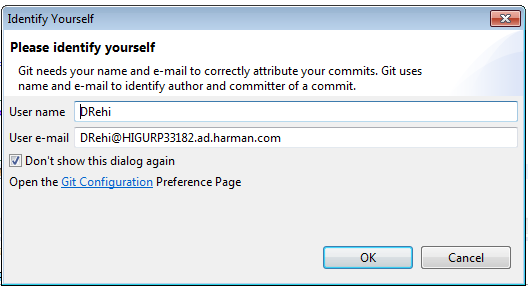 Identify Yourself
Please identify yourself
Git needs your name and e-mail to correctly attribute your commits. Git uses
name and e-mail to identify author and committer of a commit.
User name DRehi
User e-mail DRehi@HIGURP33182.ad.harman.com
Don't show this dialog again
Open the Git Configuration Preference Page
OK Cancel